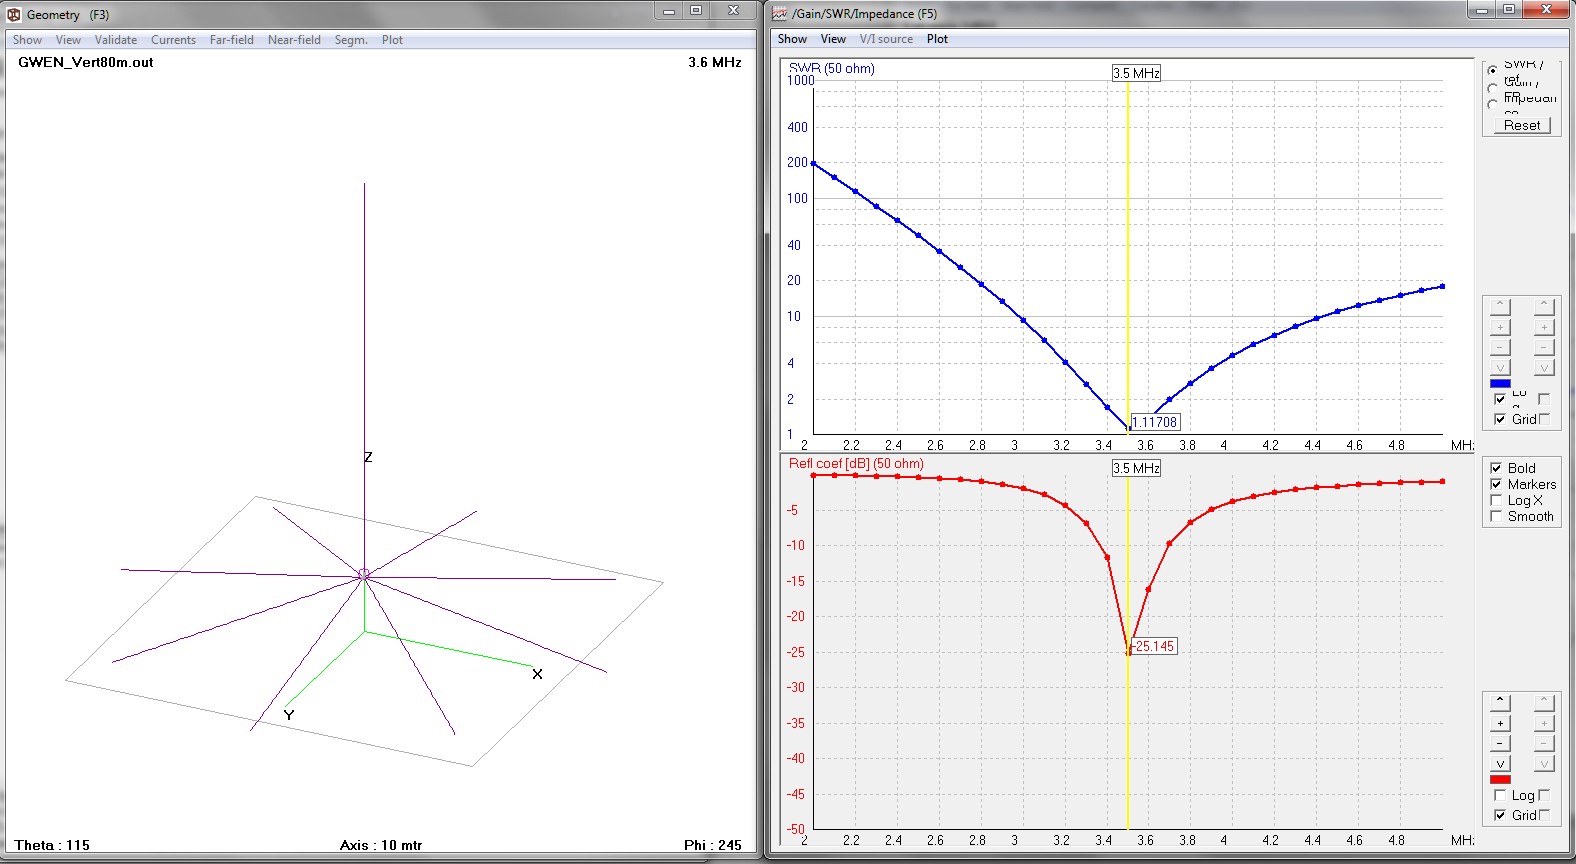 Geometry (F3)
Show View Validate Currents Far-field Near-field Segm. Plot
GWEN_Vert80m.out 3.6 MHz
Z
X
Y
Theta : 115 Axis : 10 mtr Phi : 245
/Gain/SWR/Impedance (F5)
Show View V/I source Plot
SWR (50 ohm)
3.5 MHz
1000
400
200
100
40
20
10
4
2
1
1.11708
2 2.2 2.4 2.6 2.8 3 3.2 3.4 3.6 3.8 4 4.2 4.4 4.6 4.8 MHz
Refl coef [dB] (50 ohm)
3.5 MHz
-5
-10
-15
-20
-25
-30
-35
-40
-45
-50
-25.145
2 2.2 2.4 2.6 2.8 3 3.2 3.4 3.6 3.8 4 4.2 4.4 4.6 4.8 MHz
SWR /
Reset
Grid
Bold
Markers
Log X
Smooth
Log
Grid